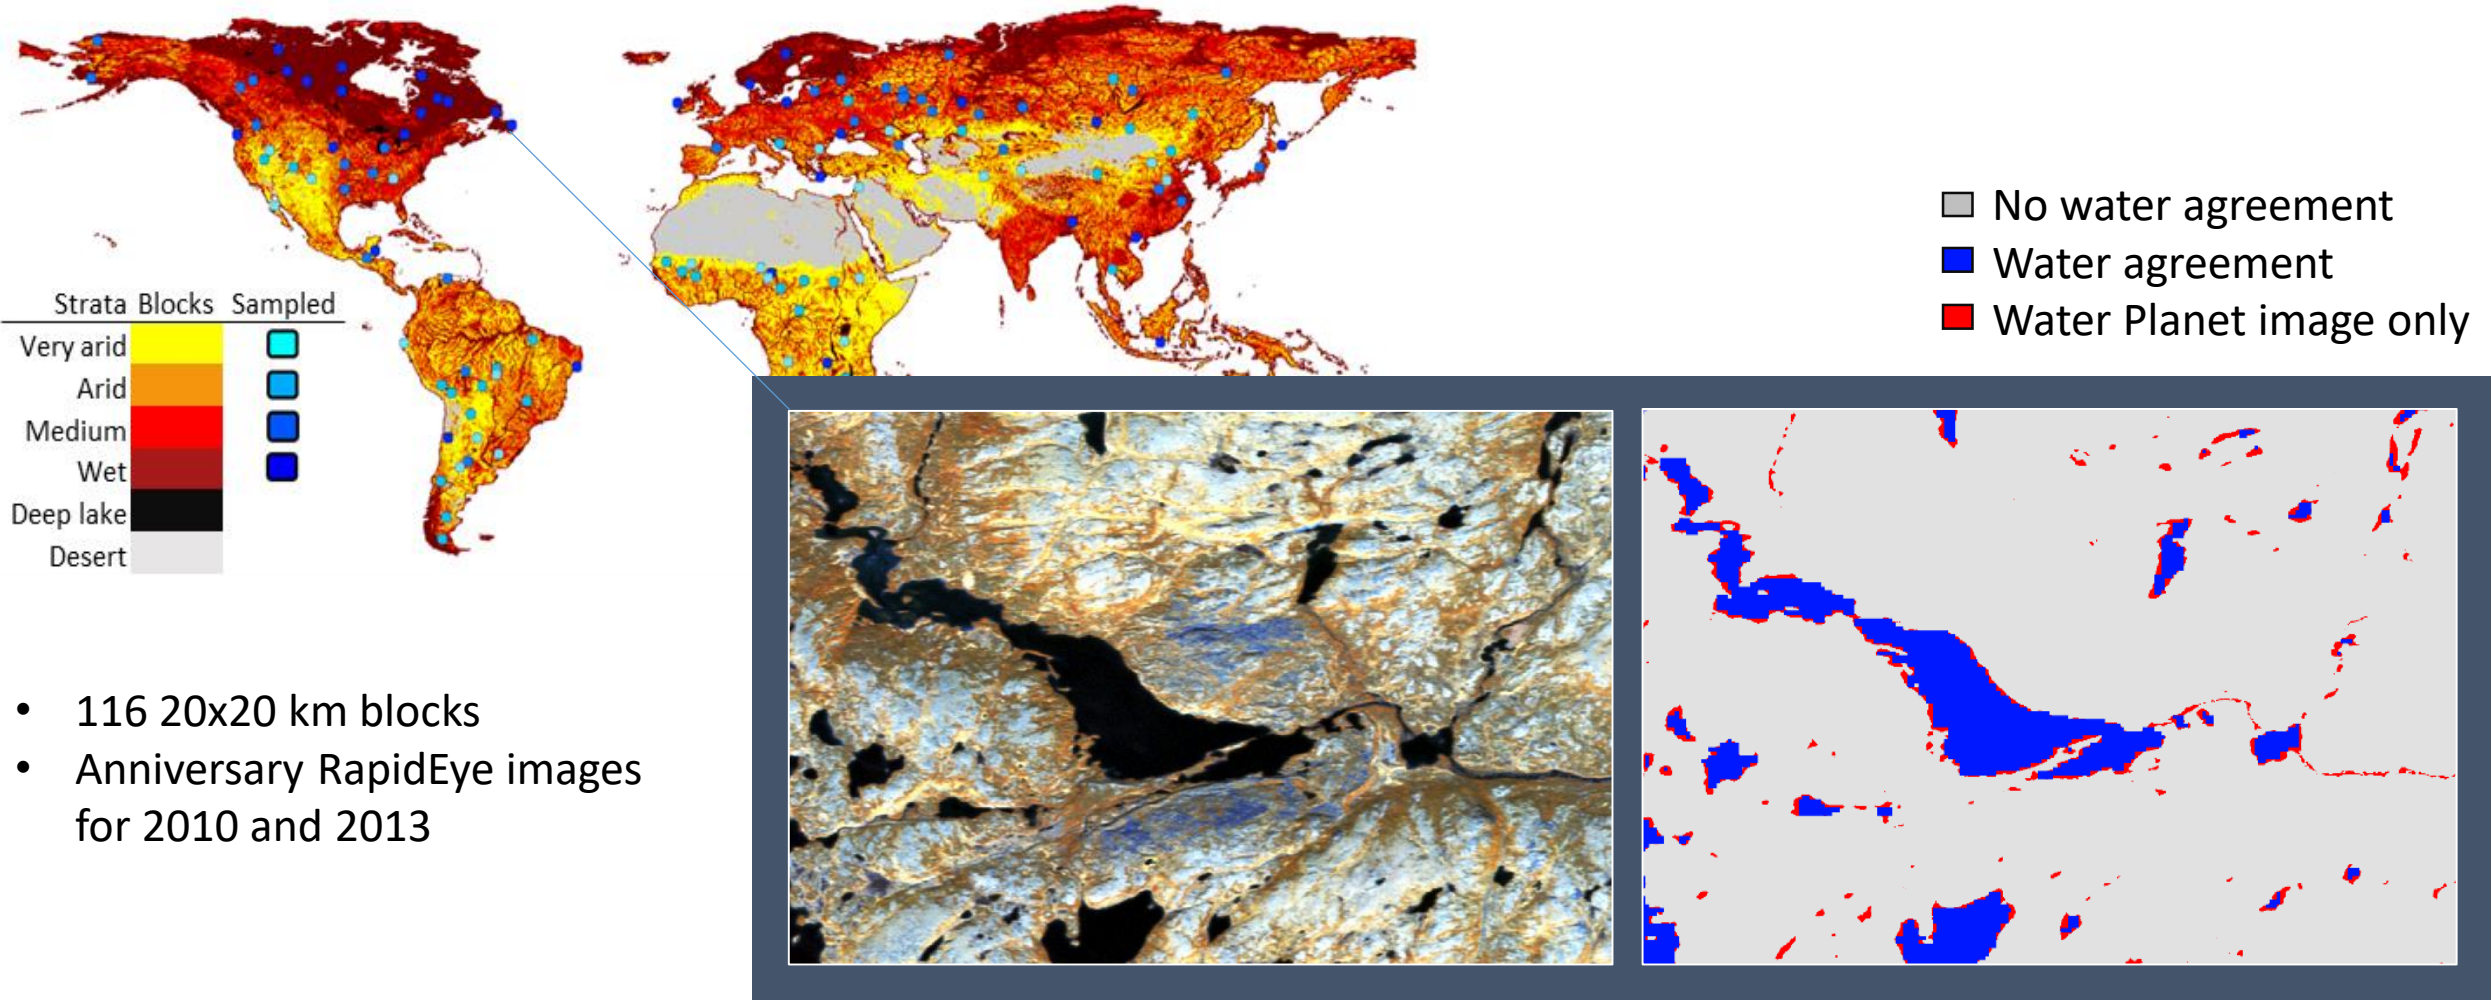 Strata Blocks Sampled
Very arid
Arid
Medium
Wet
Deep lake
Desert
No water agreement
Water agreement
Water Planet image only
• 116 20x20 km blocks
• Anniversary RapidEye images
for 2010 and 2013